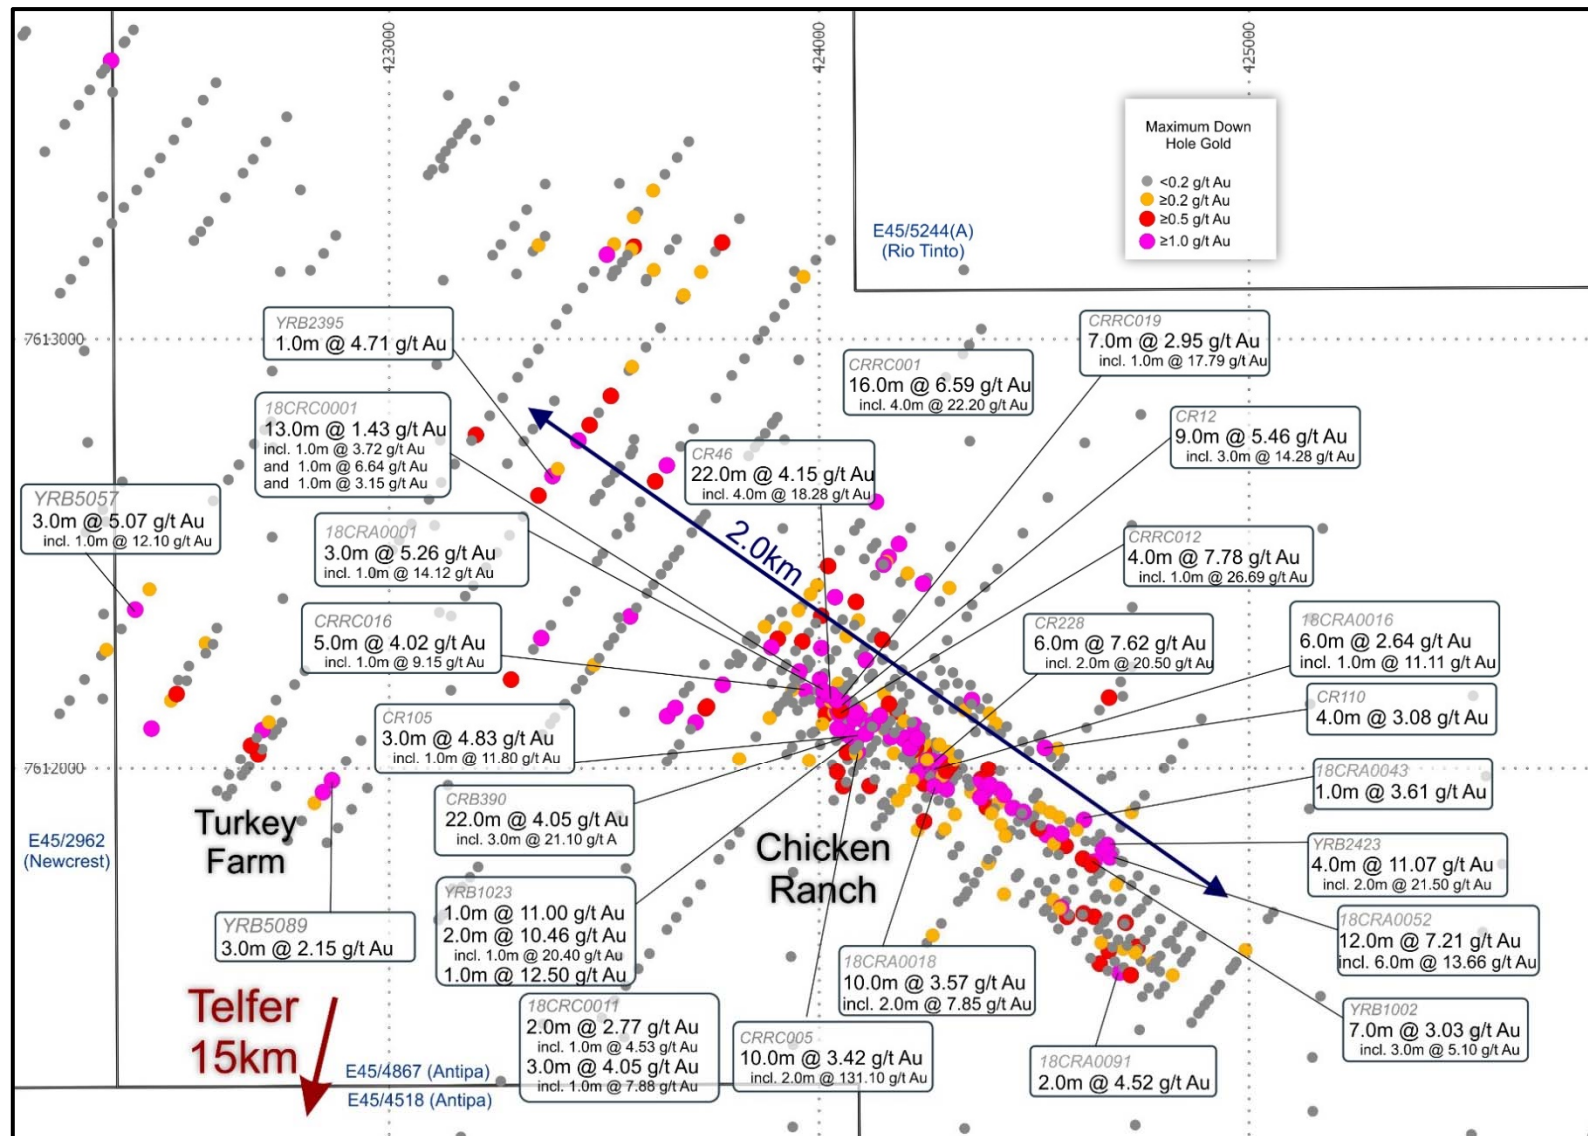 423000
424000
425000
Maximum Down
Hole Gold
<0.2 g/t Au
≥0.2 g/t Au
≥0.5 g/t Au
≥1.0 g/t Au
E45/5244(A)
(Rio Tinto)
7613000
YRB2395
1.0m @ 4.71 g/t Au
CRRC019
7.0m @ 2.95 g/t Au
incl. 1.0m @ 17.79 g/t Au
CRRC001
16.0m @ 6.59 g/t Au
incl. 4.0m @ 22.20 g/t Au
18CRC0001
13.0m @ 1.43 g/t Au
incl. 1.0m @ 3.72 g/t Au
and 1.0m @ 6.64 g/t Au
and 1.0m @ 3.15 g/t Au
CR12
9.0m @ 5.46 g/t Au
incl. 3.0m @ 14.28 g/t Au
CR46
22.0m @ 4.15 g/t Au
incl. 4.0m @ 18.28 g/t Au
YRB5057
3.0m @ 5.07 g/t Au
incl. 1.0m @ 12.10 g/t Au
18CRA0001
3.0m @ 5.26 g/t Au
incl. 1.0m @ 14.12 g/t Au
2.0km
CRRC012
4.0m @ 7.78 g/t Au
incl. 1.0m @ 26.69 g/t Au
CRRC016
5.0m @ 4.02 g/t Au
incl. 1.0m @ 9.15 g/t Au
CR228
6.0m @ 7.62 g/t Au
incl. 2.0m @ 20.50 g/t Au
18CRA0016
6.0m @ 2.64 g/t Au
incl. 1.0m @ 11.11 g/t Au
CR110
4.0m @ 3.08 g/t Au
CR105
3.0m @ 4.83 g/t Au
incl. 1.0m @ 11.80 g/t Au
7612000
18CRA0043
1.0m @ 3.61 g/t Au
CRB390
22.0m @ 4.05 g/t Au
incl. 3.0m @ 21.10 g/t A
Turkey
Farm
E45/2962
(Newcrest)
Chicken
Ranch
YRB2423
4.0m @ 11.07 g/t Au
incl. 2.0m @ 21.50 g/t Au
YRB1023
1.0m @ 11.00 g/t Au
2.0m @ 10.46 g/t Au
incl. 1.0m @ 20.40 g/t Au
1.0m @ 12.50 g/t Au
YRB5089
3.0m @ 2.15 g/t Au
18CRA0052
12.0m @ 7.21 g/t Au
incl. 6.0m @ 13.66 g/t Au
18CRA0018
10.0m @ 3.57 g/t Au
incl. 2.0m @ 7.85 g/t Au
Telfer
15km
18CRC0011
2.0m @ 2.77 g/t Au
incl. 1.0m @ 4.53 g/t Au
3.0m @ 4.05 g/t Au
incl. 1.0m @ 7.88 g/t Au
YRB1002
7.0m @ 3.03 g/t Au
incl. 3.0m @ 5.10 g/t Au
CRRC005
10.0m @ 3.42 g/t Au
incl. 2.0m @ 131.10 g/t Au
18CRA0091
2.0m @ 4.52 g/t Au
E45/4867 (Antipa)
E45/4518 (Antipa)